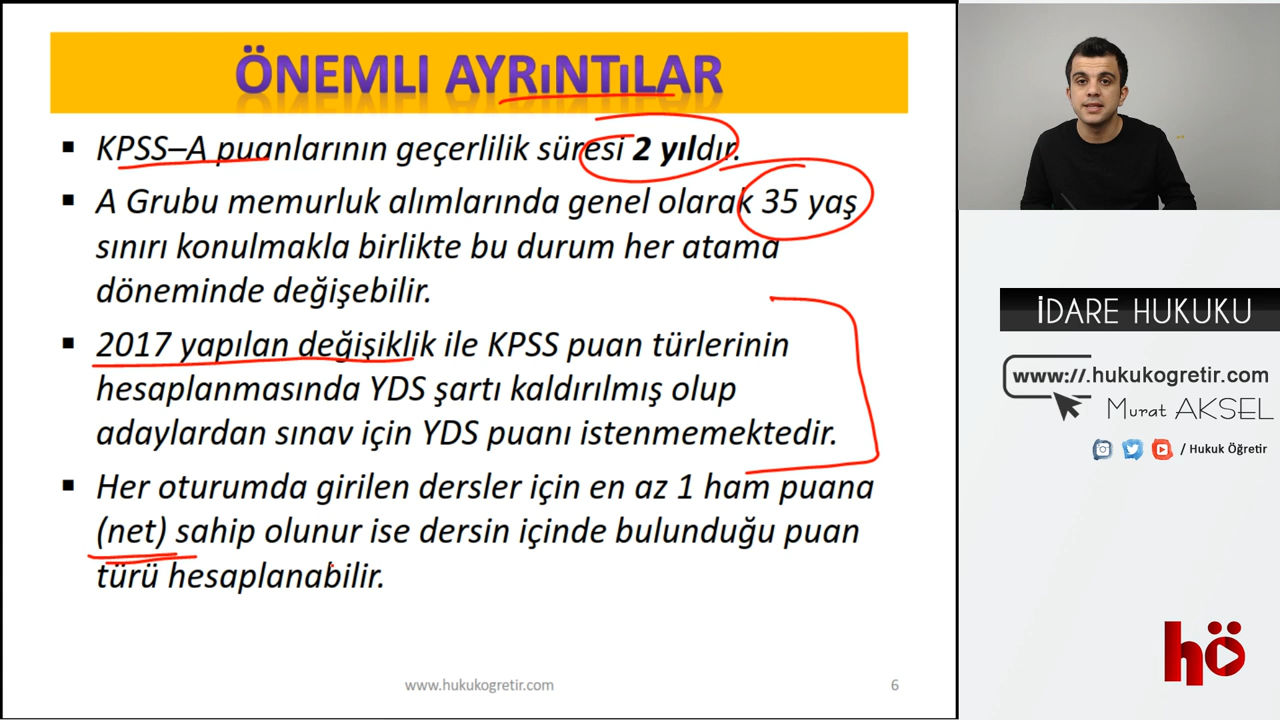 ÖNEMLI AYRıNTıLAR
▪ KPSS–A puanlarının geçerlilik süresi 2 yıldır.
▪ A Grubu memurluk alımlarında genel olarak 35 yaş
sınırı konulmakla birlikte bu durum her atama
döneminde değişebilir.
▪ 2017 yapılan değişiklik ile KPSS puan türlerinin
hesaplanmasında YDS şartı kaldırılmış olup
adaylardan sınav için YDS puanı istenmemektedir.
▪ Her oturumda girilen dersler için en az 1 ham puana
(net) sahip olunur ise dersin içinde bulunduğu puan
türü hesaplanabilir.
www.hukukogretir.com
6
İDARE HUKUKU
www://.hukukogretir.com
Murat AKSEL
/ Hukuk Öğretir
hö